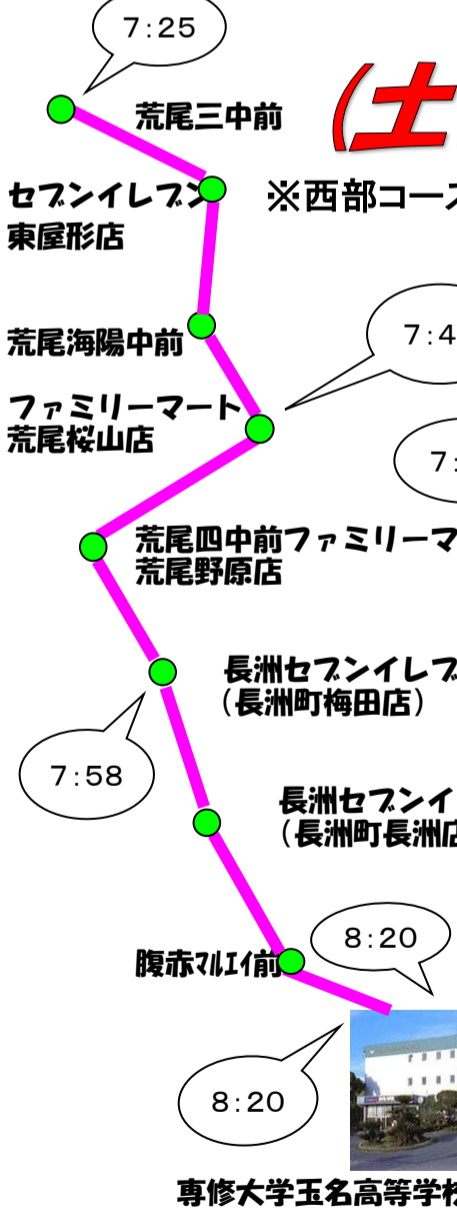 7:25
荒尾三中前
(土
セブンイレブン
東屋形店
※西部コース
荒尾海陽中前
7:4
ファミリーマート
荒尾桜山店
7:
荒尾四中前ファミリーマ
荒尾野原店
長洲セブンイレブ
(長洲町梅田店)
7:58
長洲セブンイ
(長洲町長洲店
腹赤マルエイ前
8:20
8:20
専修大学玉名高等学校